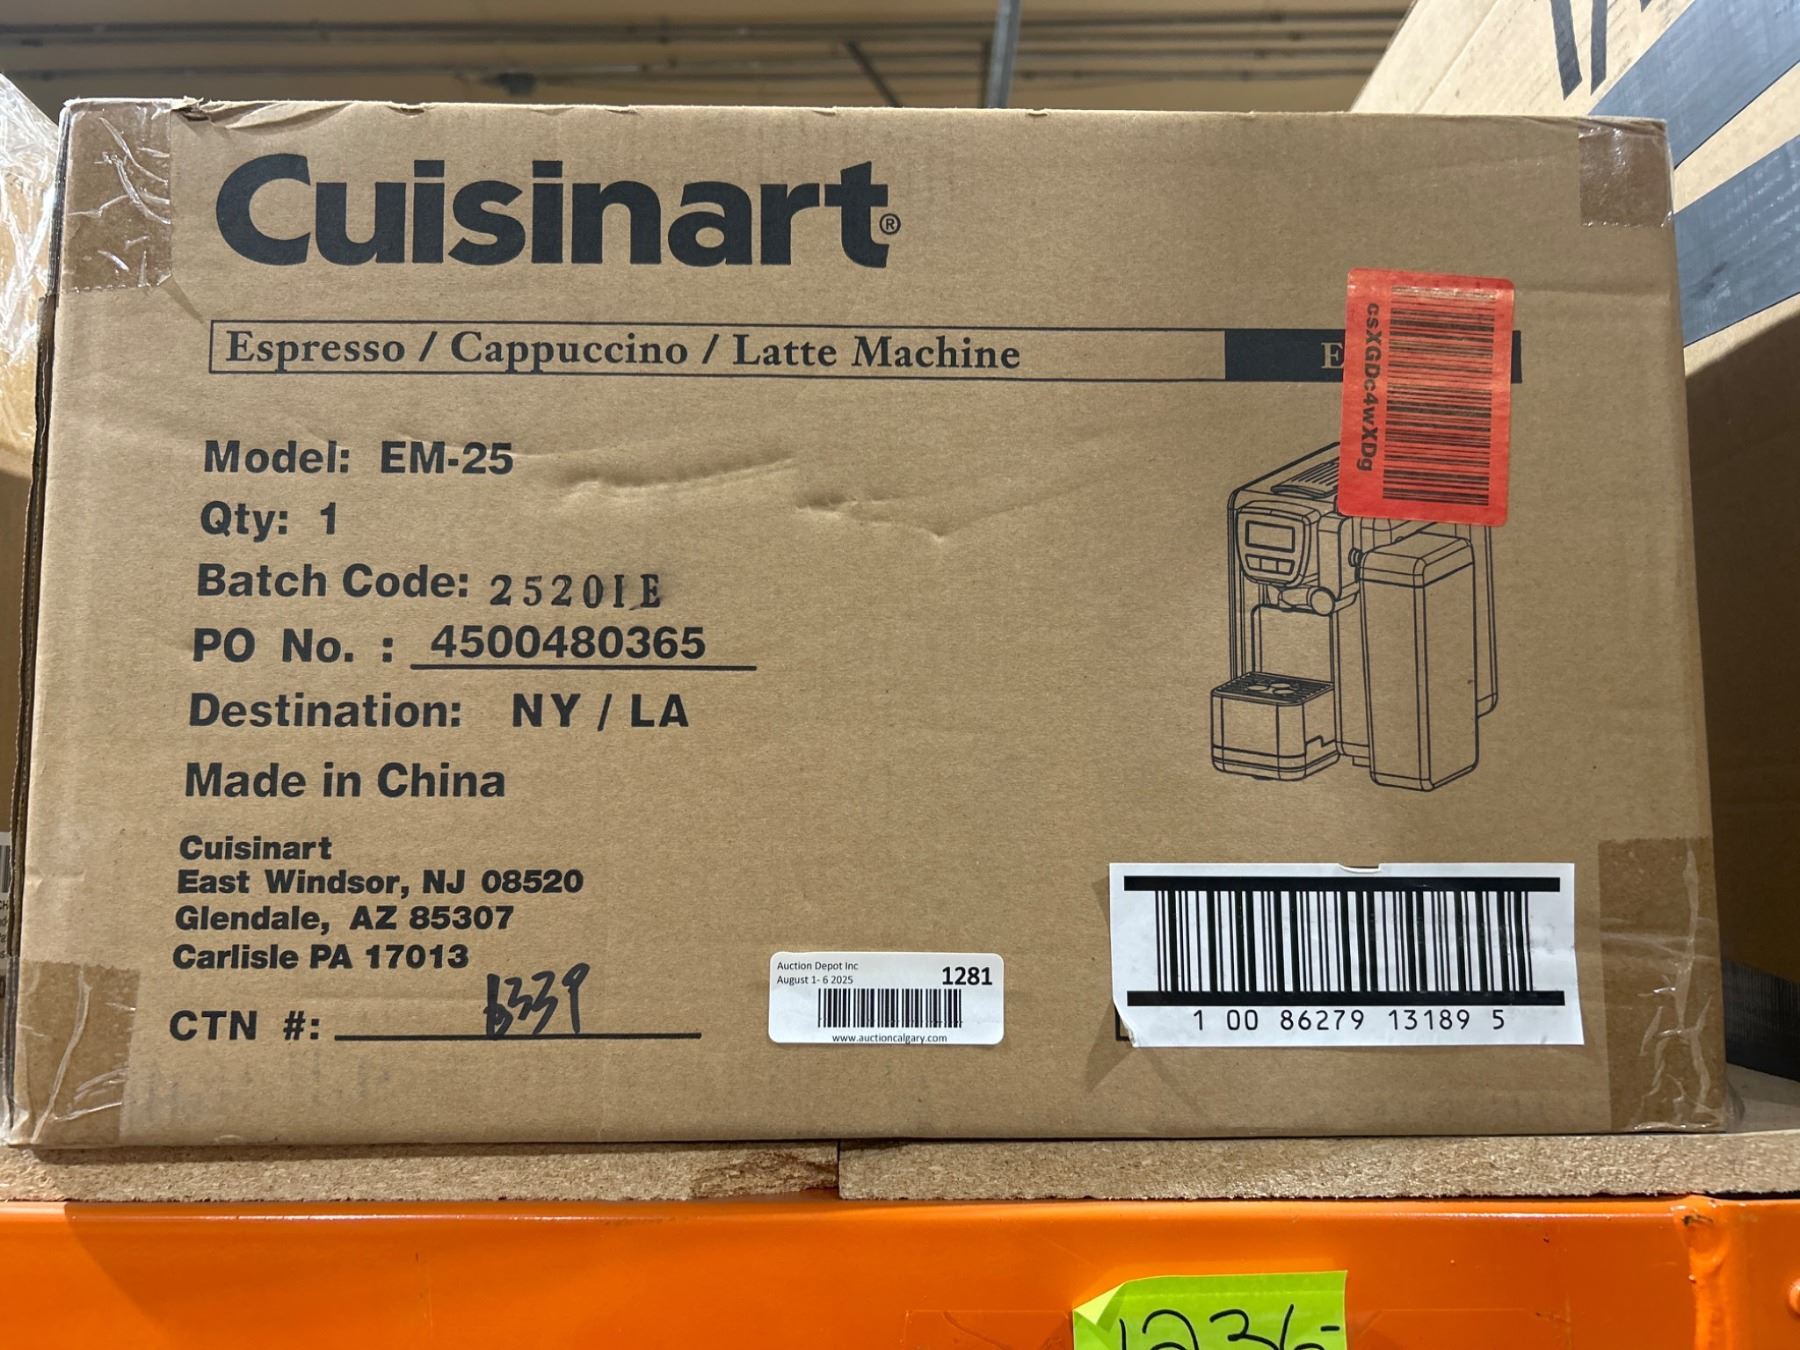 Cuisinart®
Espresso / Cappuccino / Latte Machine
E
csXGDc4wXDg
Model: EM-25
Qty: 1
Batch Code: 25201E
PO No. : 4500480365
Destination: NY / LA
Made in China
Cuisinart
East Windsor, NJ 08520
Glendale, AZ 85307
Carlisle PA 17013
CTN #:
Auction Depot Inc
August 1- 6 2025
1281
www.auctioncalgary.com
1 00 86279 13189 5
1236-